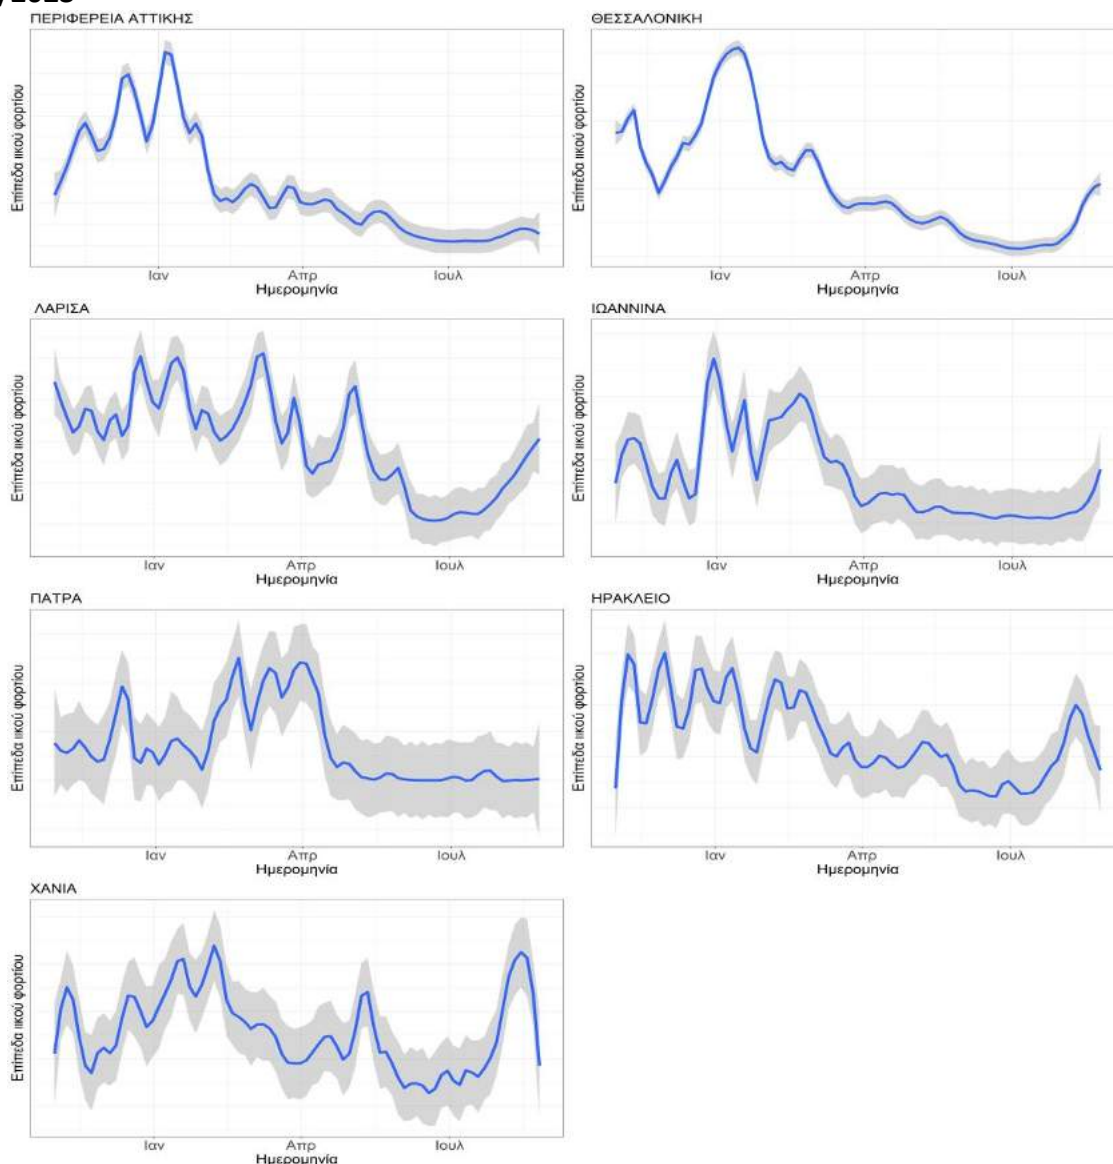 ΠΕΡΙΦΕΡΕΙΑ ΑΤΤΙΚΗΣ
Επίπεδα ιικού φορτίου
Ιαν Απρ Ιουλ
Ημερομηνία
ΘΕΣΣΑΛΟΝΙΚΗ
Επίπεδα ιικού φορτίου
Ιαν Απρ Ιουλ
Ημερομηνία
ΛΑΡΙΣΑ
Επίπεδα ιικού φορτίου
Ιαν Απρ Ιουλ
Ημερομηνία
ΙΩΑΝΝΙΝΑ
Επίπεδα ιικού φορτίου
Ιαν Απρ Ιουλ
Ημερομηνία
ΠΑΤΡΑ
Επίπεδα ιικού φορτίου
Ιαν Απρ Ιουλ
Ημερομηνία
ΗΡΑΚΛΕΙΟ
Επίπεδα ιικού φορτίου
Ιαν Απρ Ιουλ
Ημερομηνία
ΧΑΝΙΑ
Επίπεδα ιικού φορτίου
Ιαν Απρ Ιουλ
Ημερομηνία